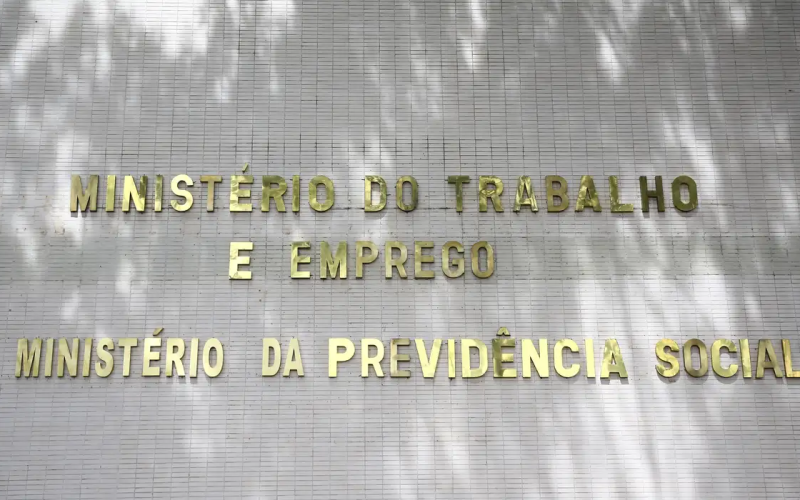 MINISTÉRIO DO TRABALHO
E EMPREGO
MINISTÉRIO DA PREVIDÊNCIA SOCIAL